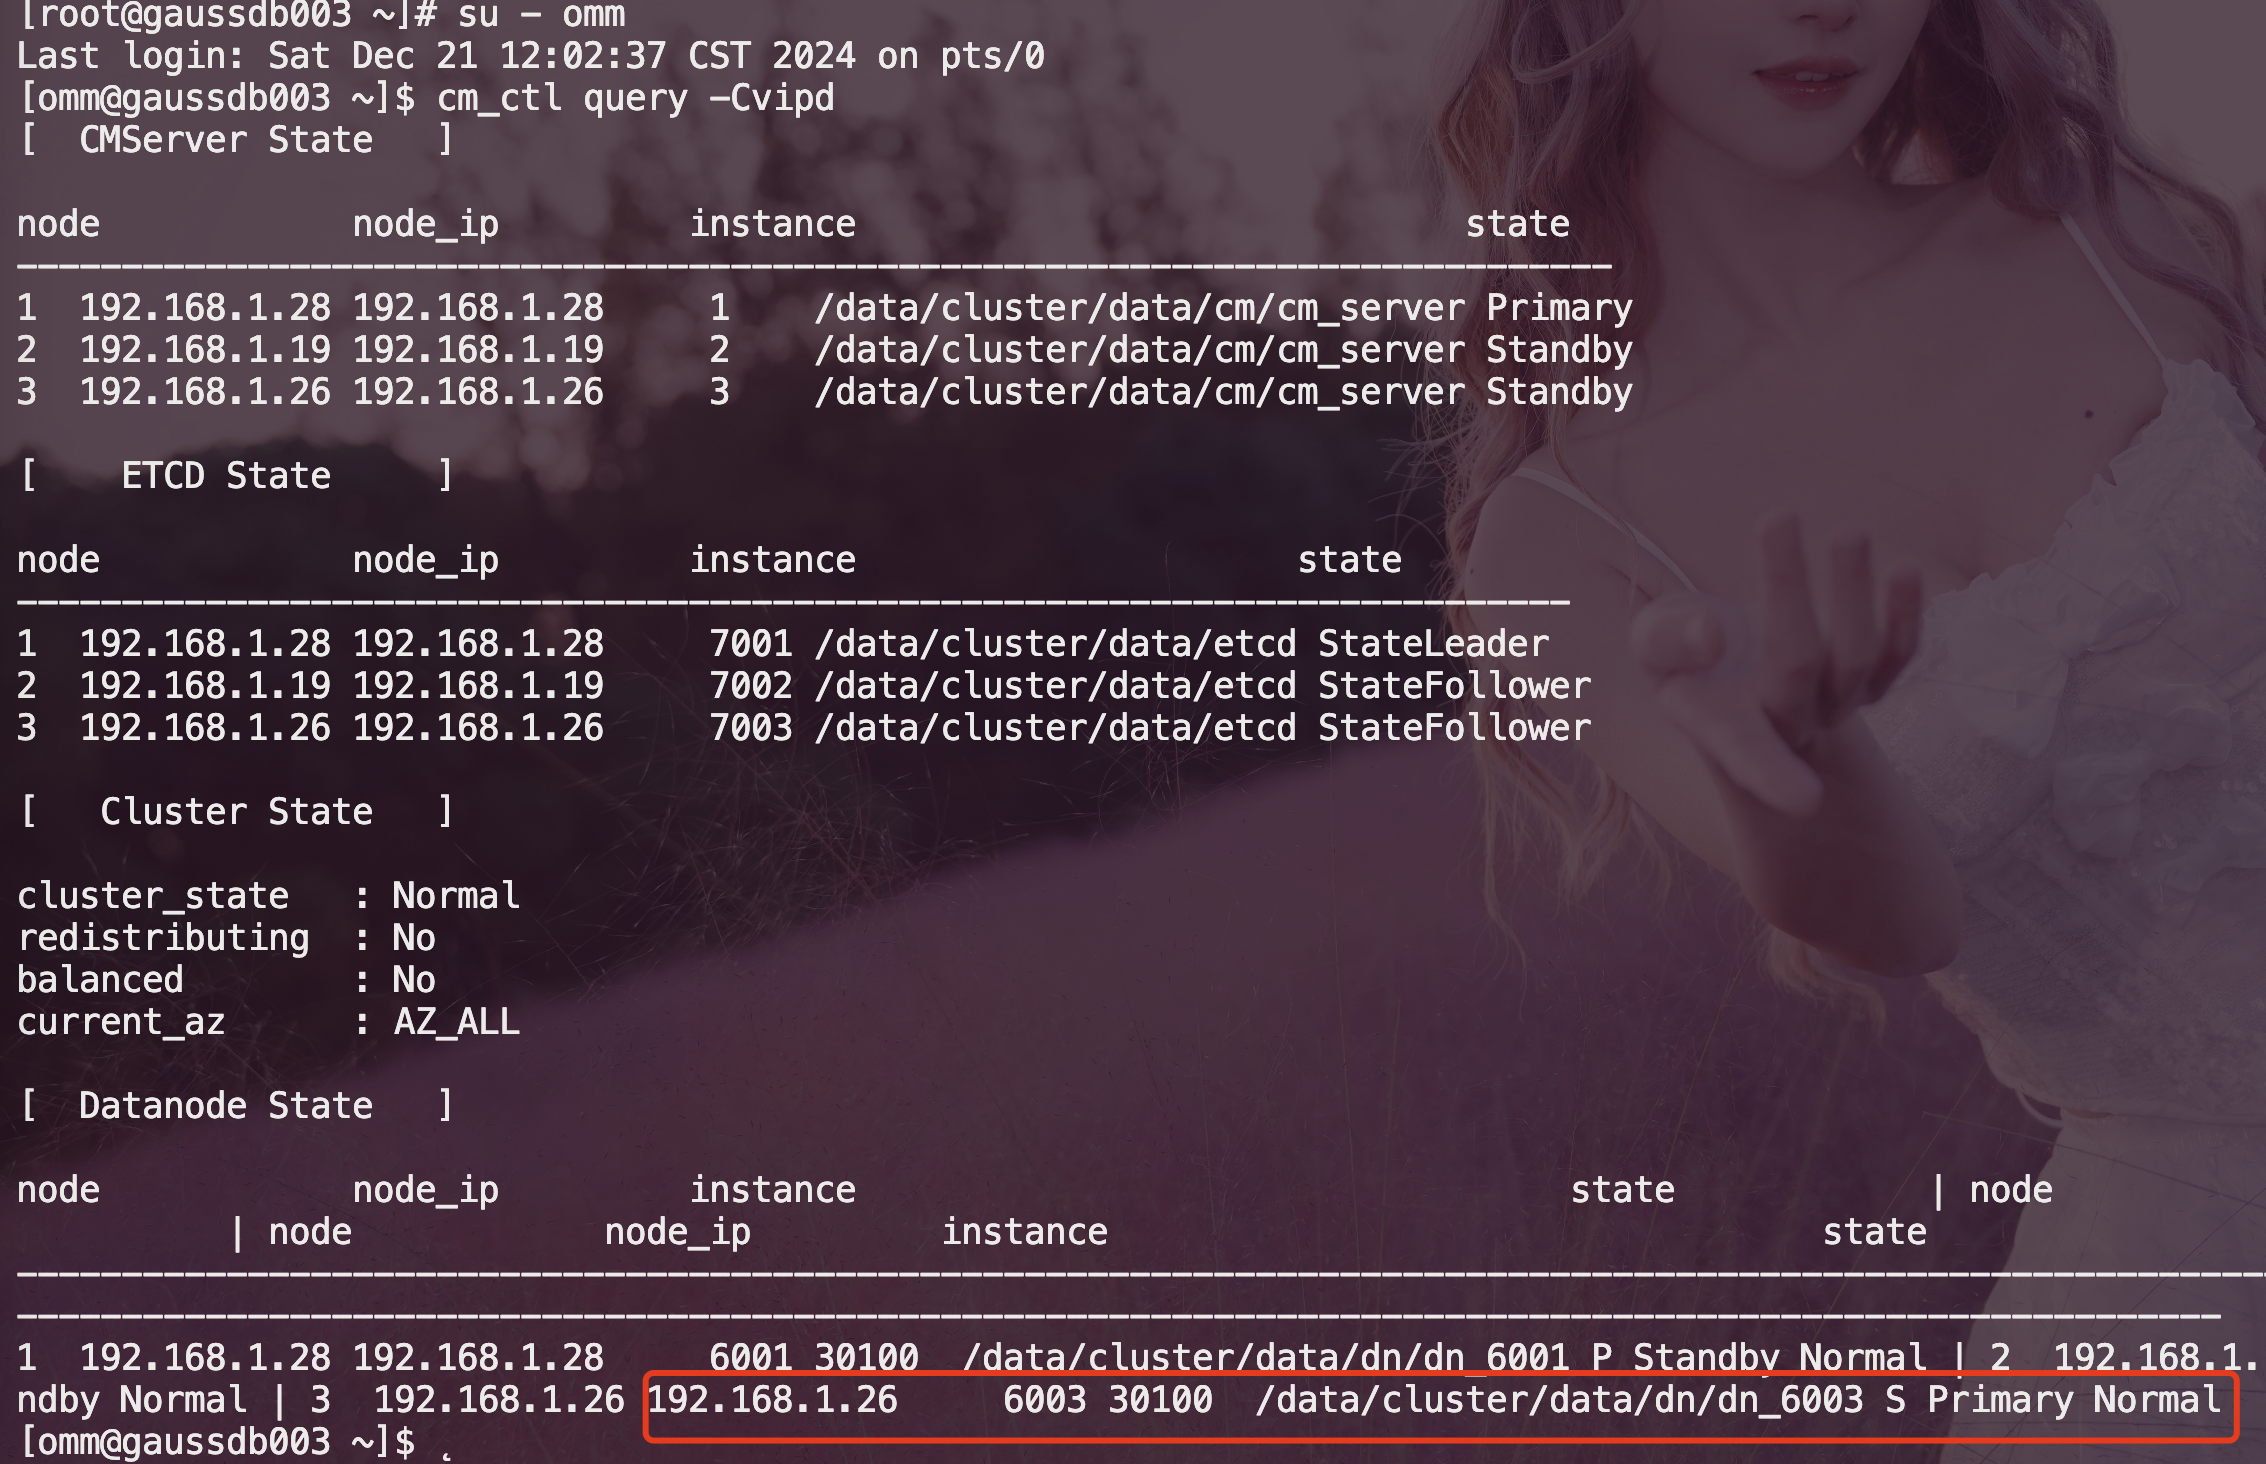 [root@gaussdb003 ~]# su - omm
Last login: Sat Dec 21 12:02:37 CST 2024 on pts/0
[omm@gaussdb003 ~]$ cm_ctl query -Cvipd
[  CMServer State   ]

node            node_ip         instance                             state
----------------------------------------------------------------------------
1  192.168.1.28 192.168.1.28     1    /data/cluster/data/cm/cm_server Primary
2  192.168.1.19 192.168.1.19     2    /data/cluster/data/cm/cm_server Standby
3  192.168.1.26 192.168.1.26     3    /data/cluster/data/cm/cm_server Standby

[    ETCD State     ]

node            node_ip         instance                     state
--------------------------------------------------------------------------
1  192.168.1.28 192.168.1.28     7001 /data/cluster/data/etcd StateLeader
2  192.168.1.19 192.168.1.19     7002 /data/cluster/data/etcd StateFollower
3  192.168.1.26 192.168.1.26     7003 /data/cluster/data/etcd StateFollower

[   Cluster State   ]

cluster_state   : Normal
redistributing  : No
balanced        : No
current_az      : AZ_ALL

[  Datanode State   ]

node            node_ip         instance                                  state            | node
          | node            node_ip         instance                                  state
------------------------------------------------------------------------------------------------------------
---------------------------------------------------------------------------------------------------------
1  192.168.1.28 192.168.1.28     6001 30100  /data/cluster/data/dn/dn_6001 P Standby Normal | 2  192.168.1.
ndby Normal | 3  192.168.1.26 192.168.1.26     6003 30100  /data/cluster/data/dn/dn_6003 S Primary Normal
[omm@gaussdb003 ~]$